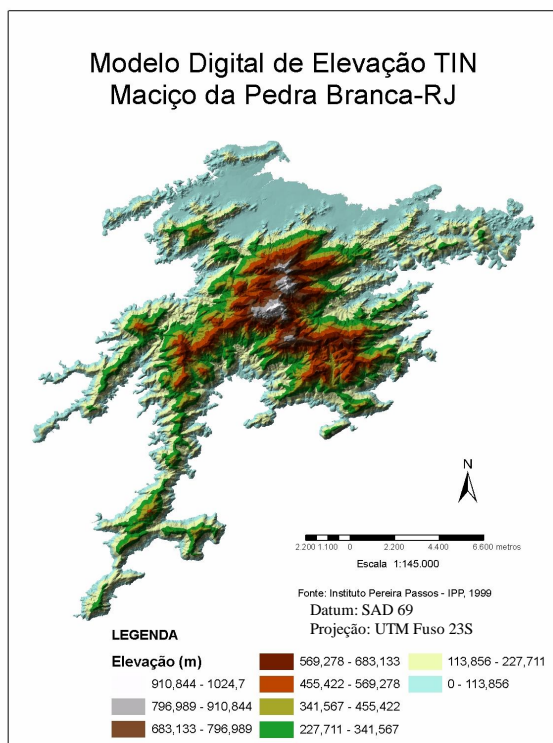 Modelo Digital de Elevação TIN
Maciço da Pedra Branca-RJ
N
2.200 1.100 0 2.200 4.400 6.600 metros
Escala 1:145.000
Fonte: Instituto Pereira Passos - IPP, 1999
Datum: SAD 69
Projeção: UTM Fuso 23S
LEGENDA
Elevação (m)
910,844 - 1024,7
796,989 - 910,844
683,133 - 796,989
569,278 - 683,133
455,422 - 569,278
341,567 - 455,422
227,711 - 341,567
113,856 - 227,711
0 - 113,856